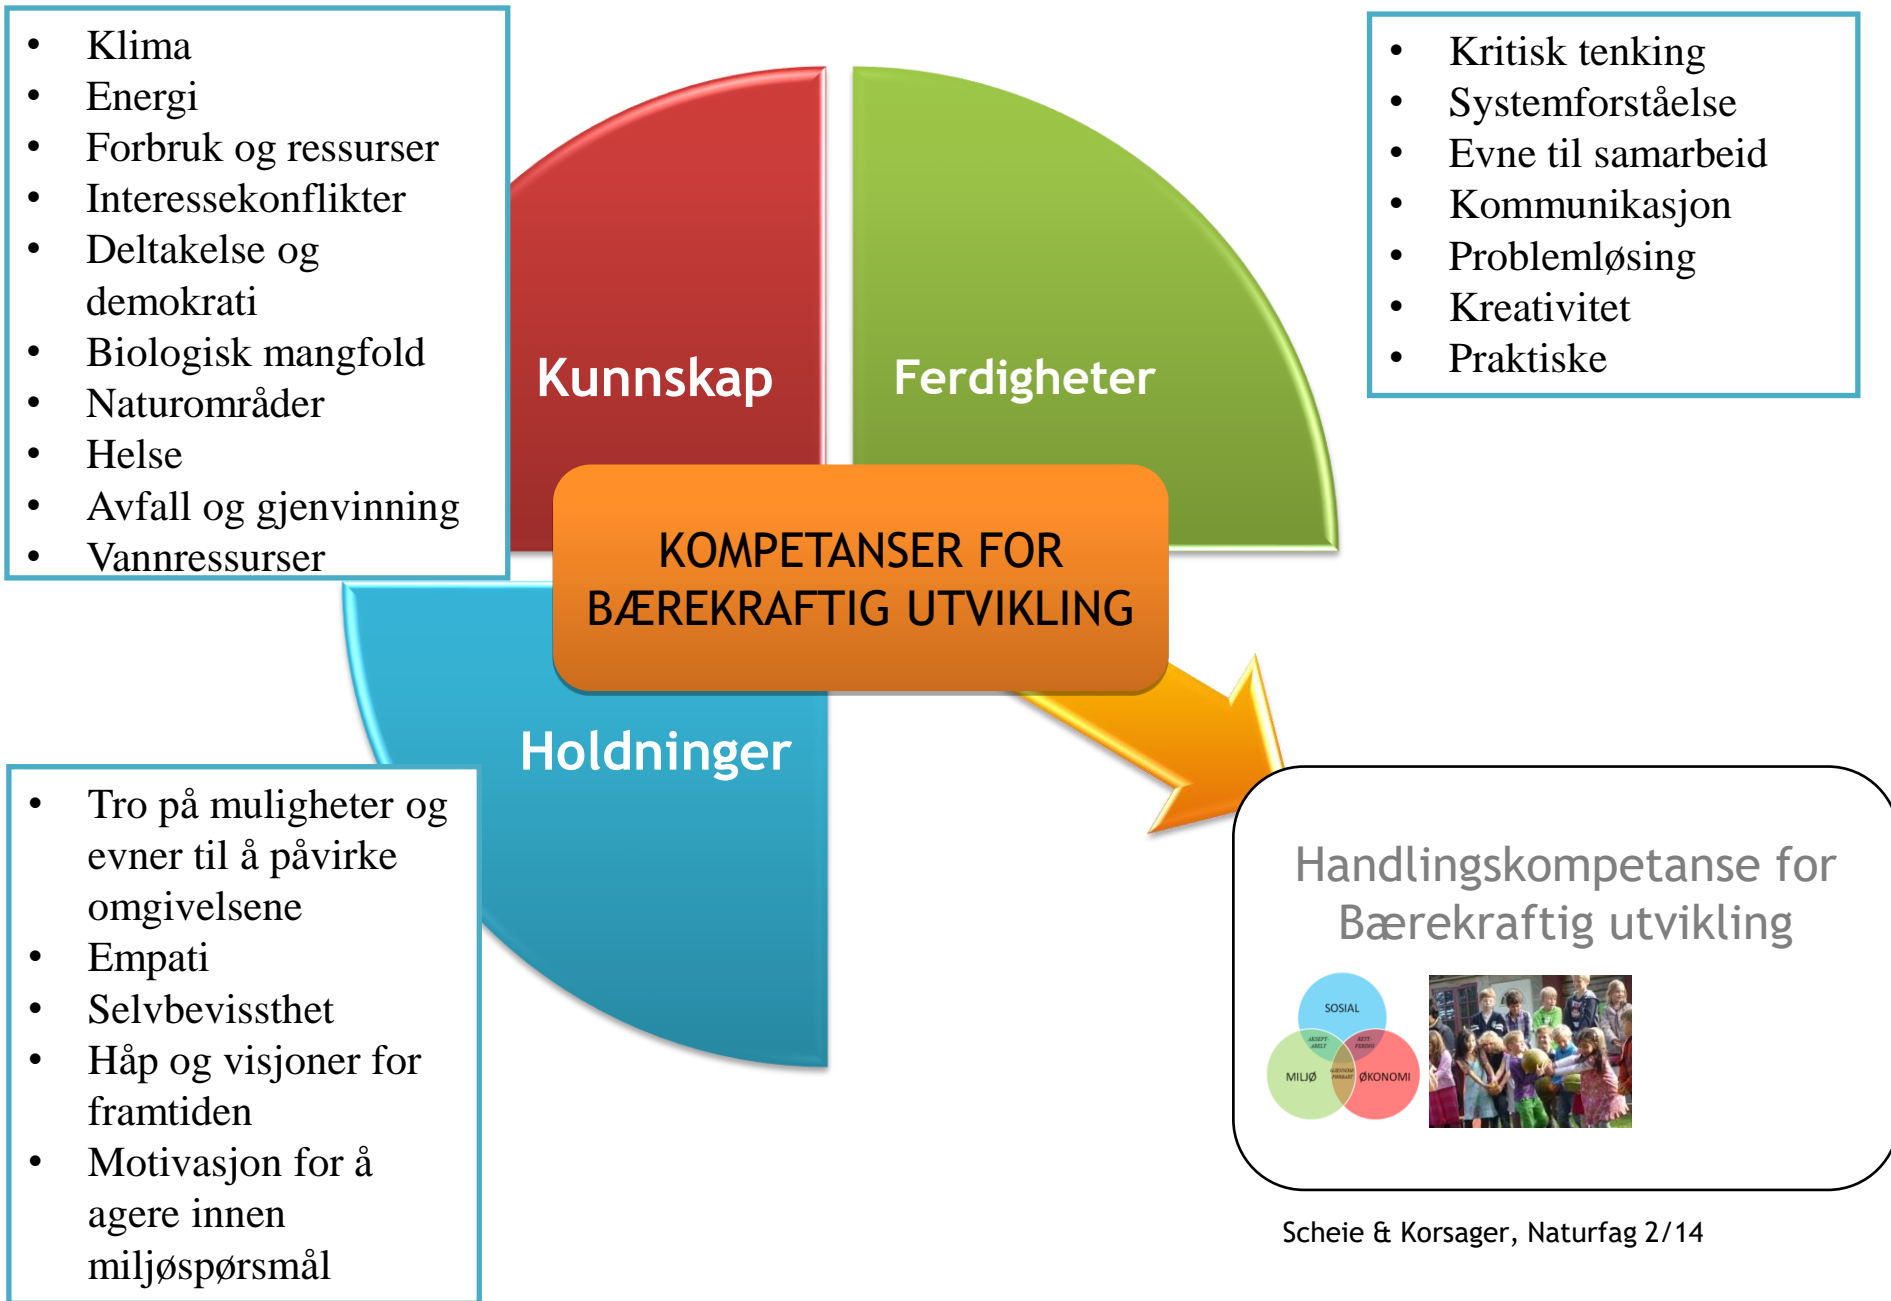 • Klima
• Energi
• Forbruk og ressurser
• Interessekonflikter
• Deltakelse og
demokrati
• Biologisk mangfold
• Naturområder
• Helse
• Avfall og gjenvinning
• Vannressurser
• Kritisk tenking
• Systemforståelse
• Evne til samarbeid
• Kommunikasjon
• Problemløsing
• Kreativitet
• Praktiske
Kunnskap
Ferdigheter
KOMPETANSER FOR
BÆREKRAFTIG UTVIKLING
Holdninger
• Tro på muligheter og
evner til å påvirke
omgivelsene
• Empati
• Selvbevissthet
• Håp og visjoner for
framtiden
• Motivasjon for å
agere innen
miljøspørsmål
Handlingskompetanse for
Bærekraftig utvikling
SOSIAL
MILJØ
ØKONOMI
Scheie & Korsager, Naturfag 2/14